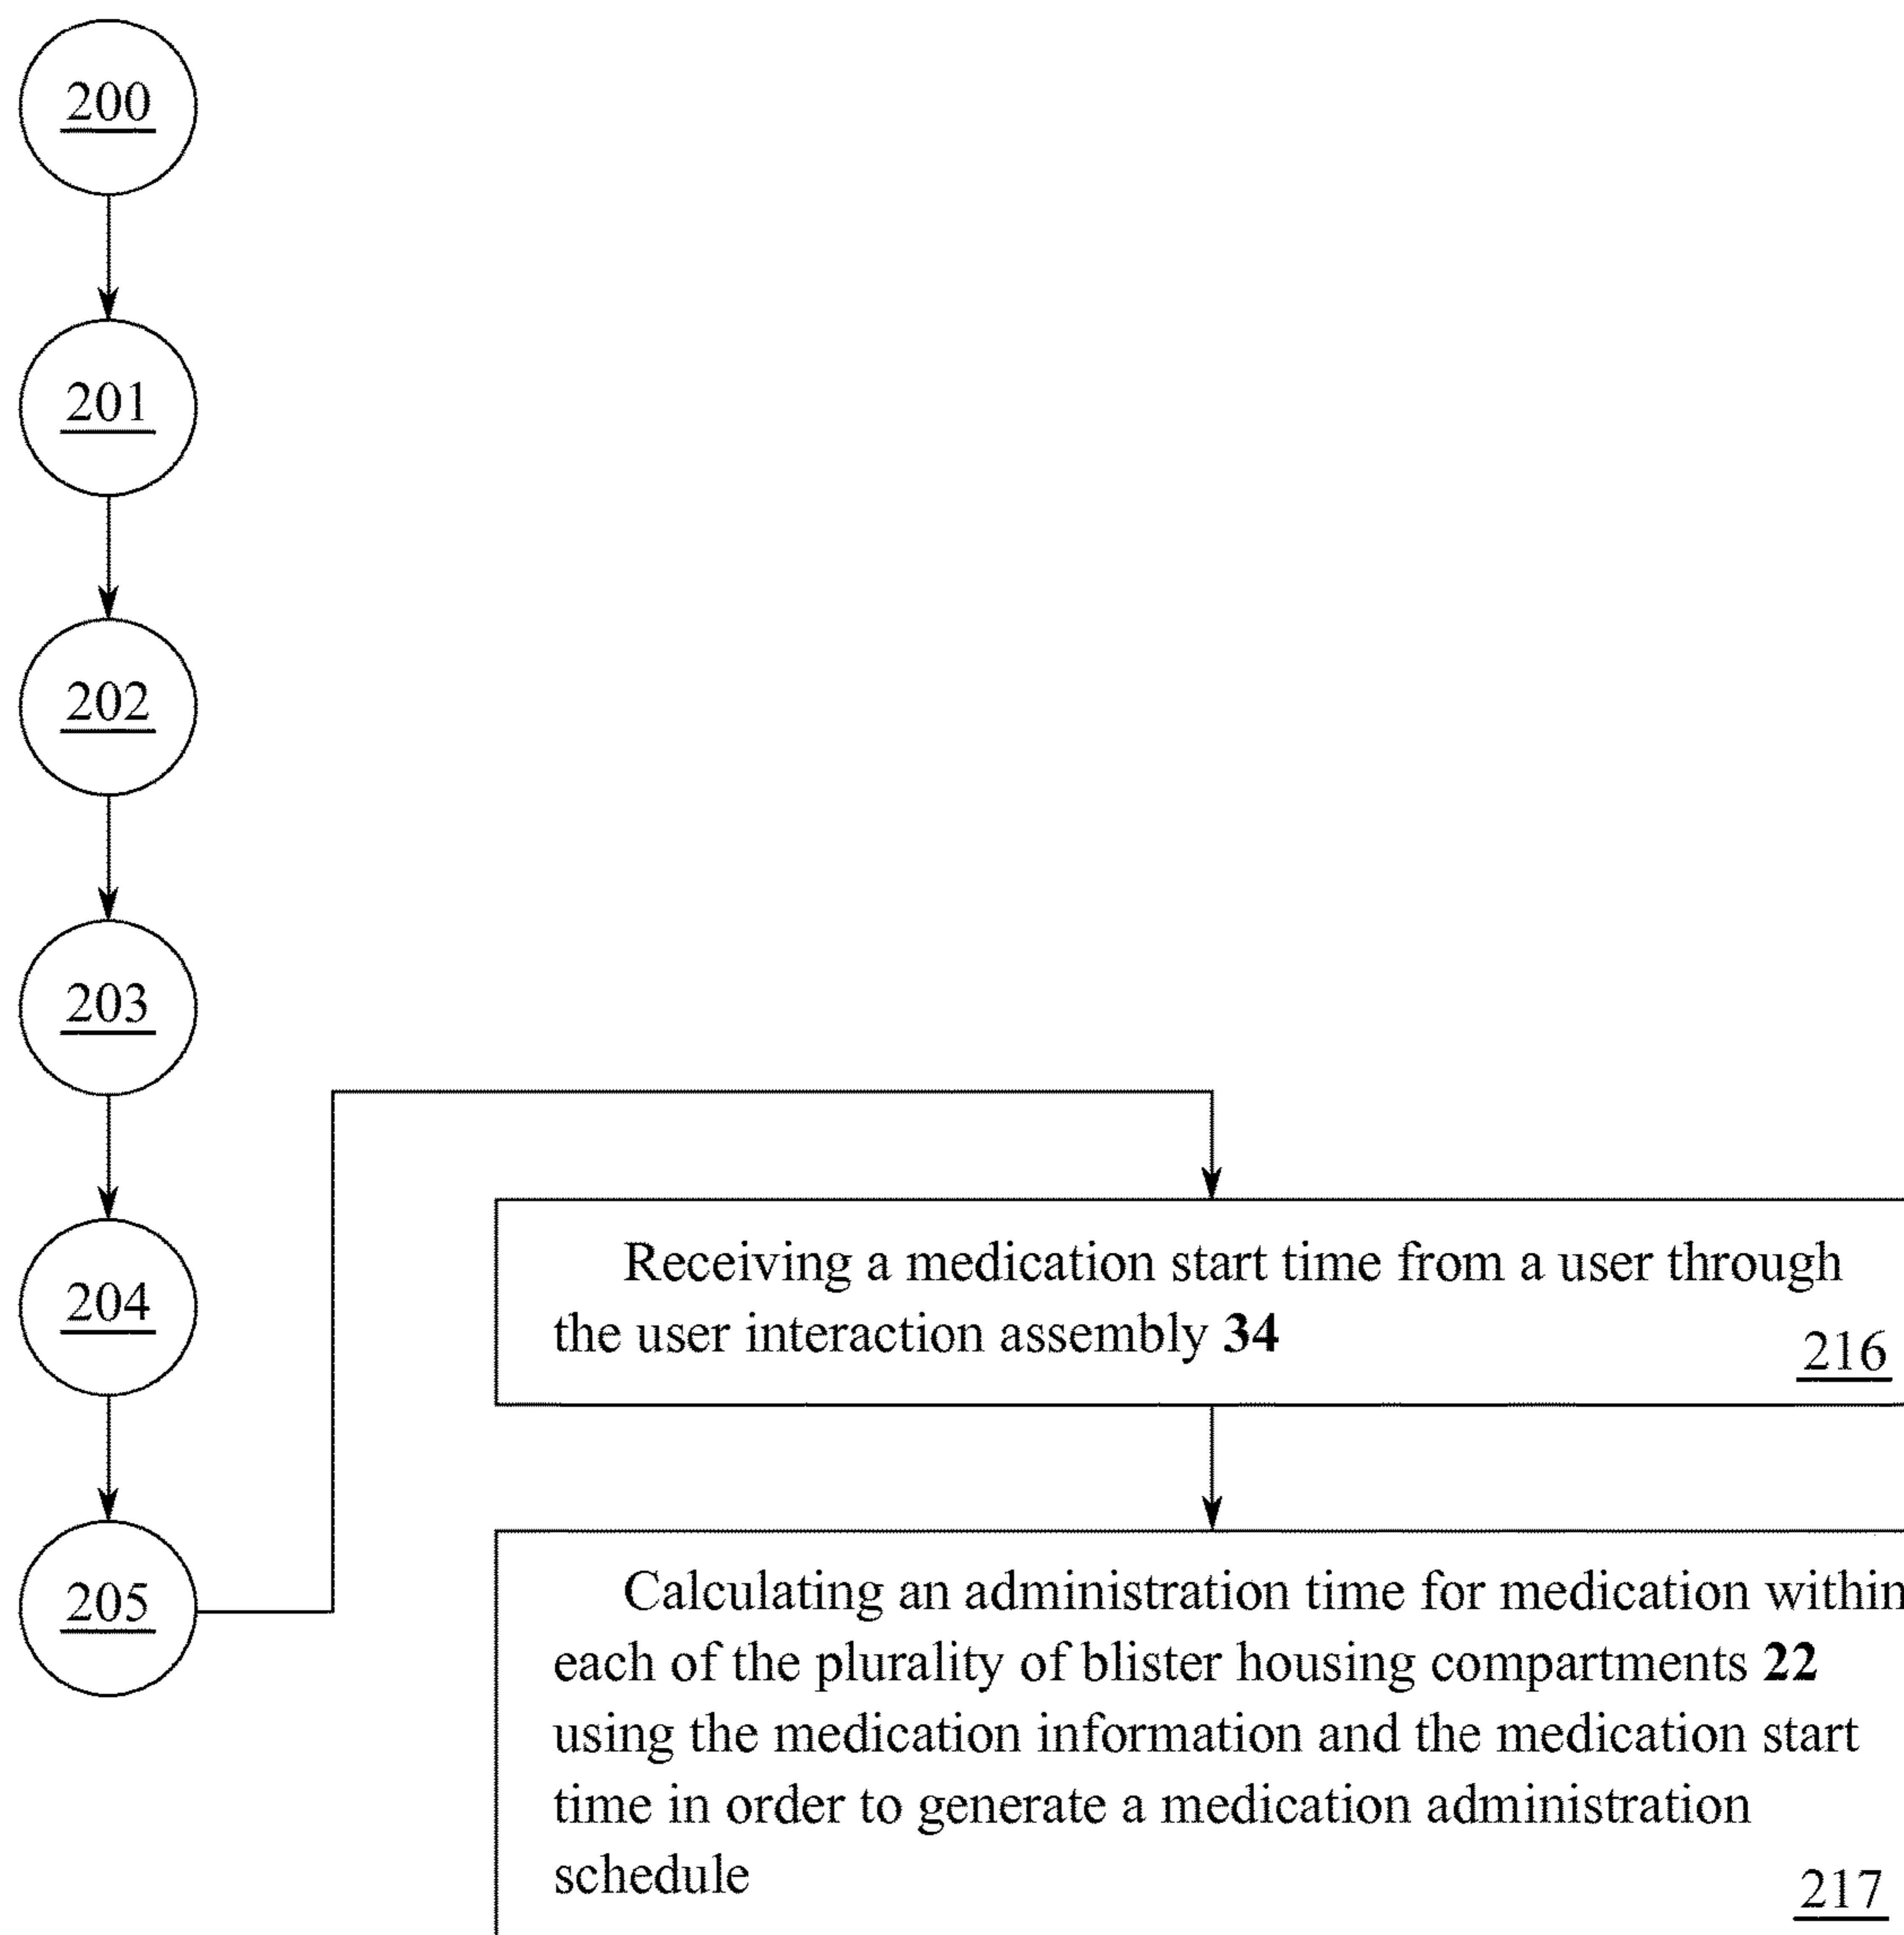 200
201
202
203
204
205
Receiving a medication start time from a user through
the user interaction assembly 34
216
Calculating an administration time for medication within
each of the plurality of blister housing compartments 22
using the medication information and the medication start
time in order to generate a medication administration
schedule
217